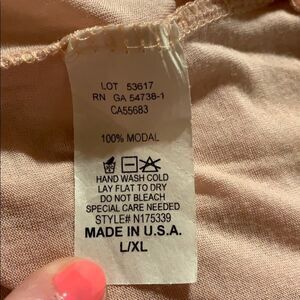 LOT 53617
RN GA 54738-1
CA55683
100% MODAL
HAND WASH COLD
LAY FLAT TO DRY
DO NOT BLEACH
SPECIAL CARE NEEDED
STYLE# N175339
MADE IN U.S.A.
L/XL